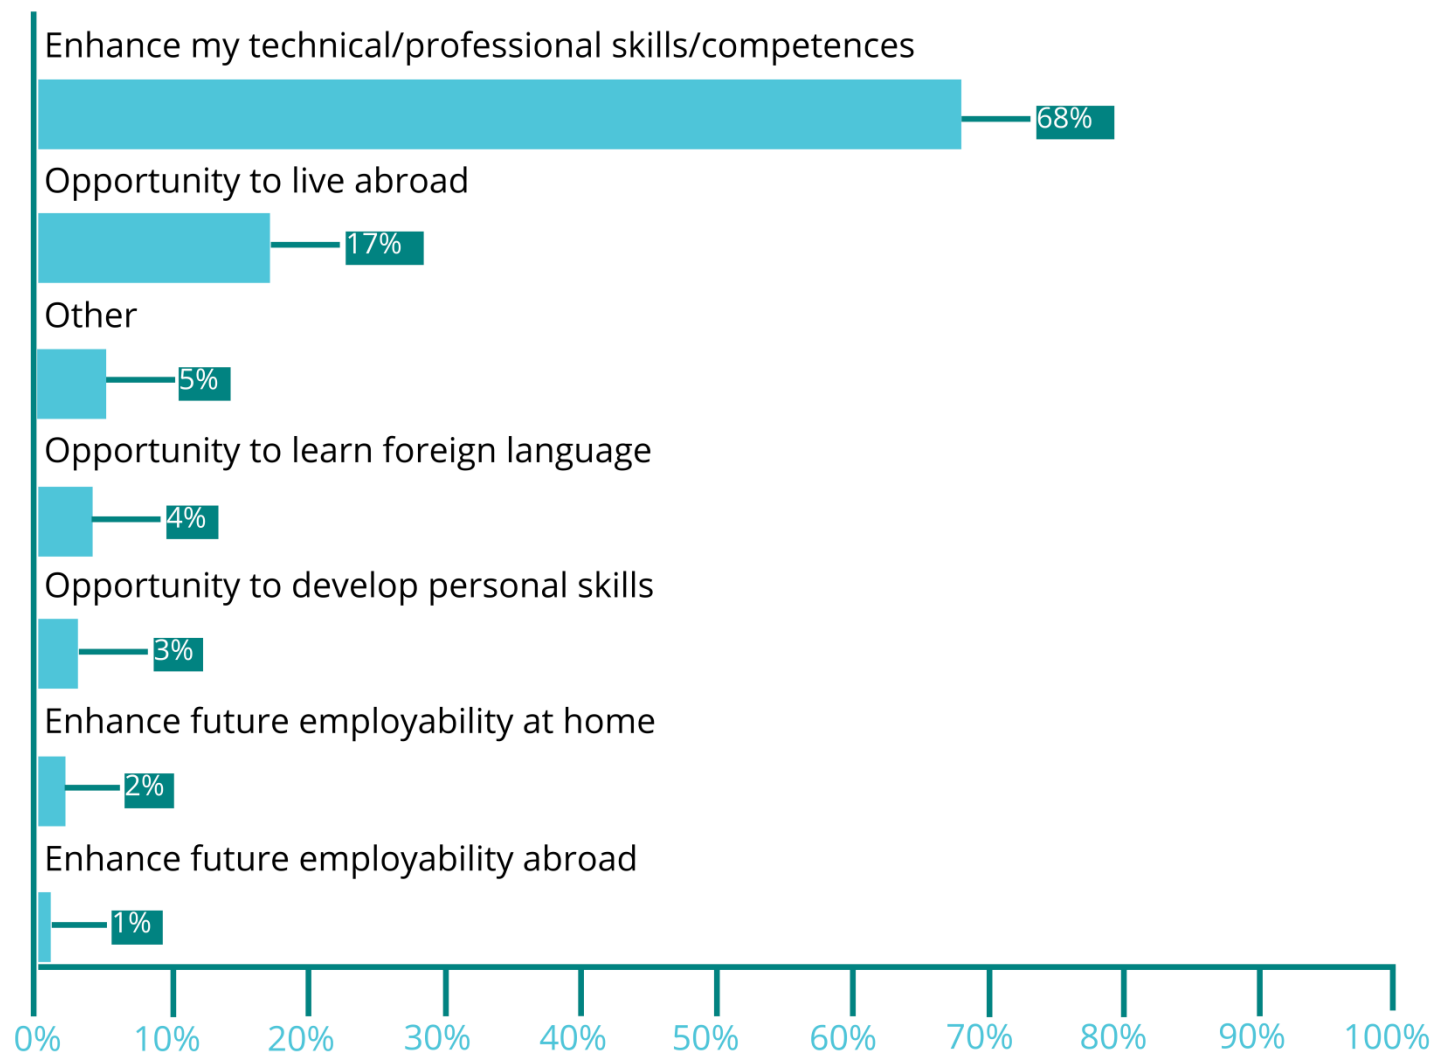 Enhance my technical/professional skills/competences
68%
Opportunity to live abroad
17%
Other
5%
Opportunity to learn foreign language
4%
Opportunity to develop personal skills
3%
Enhance future employability at home
2%
Enhance future employability abroad
1%
0% 10% 20% 30% 40% 50% 60% 70% 80% 90% 100%